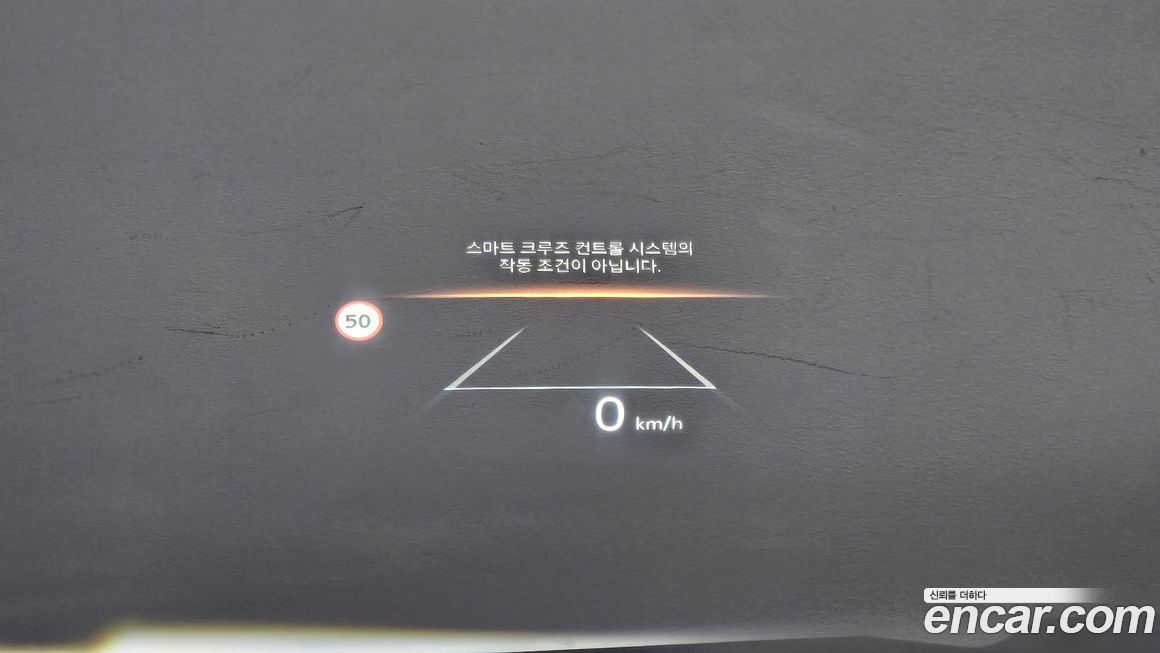 스마트 크루즈 컨트롤 시스템의
작동 조건이 아닙니다.
50
0 km/h
신뢰를 더하다
encar.com